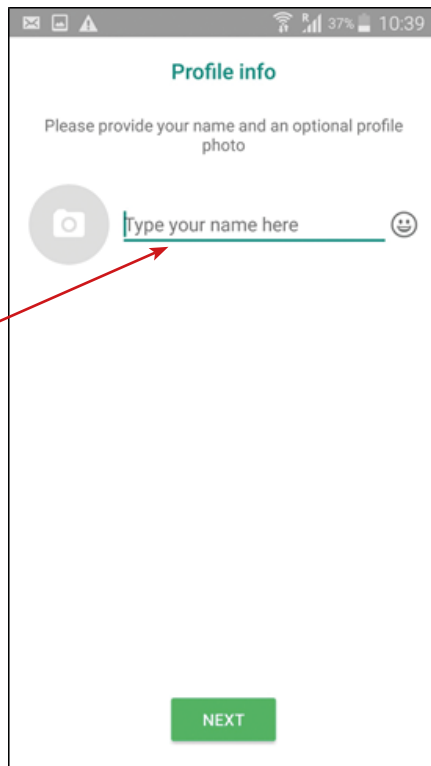 37% 10:39
Profile info
Please provide your name and an optional profile
photo
Type your name here
NEXT